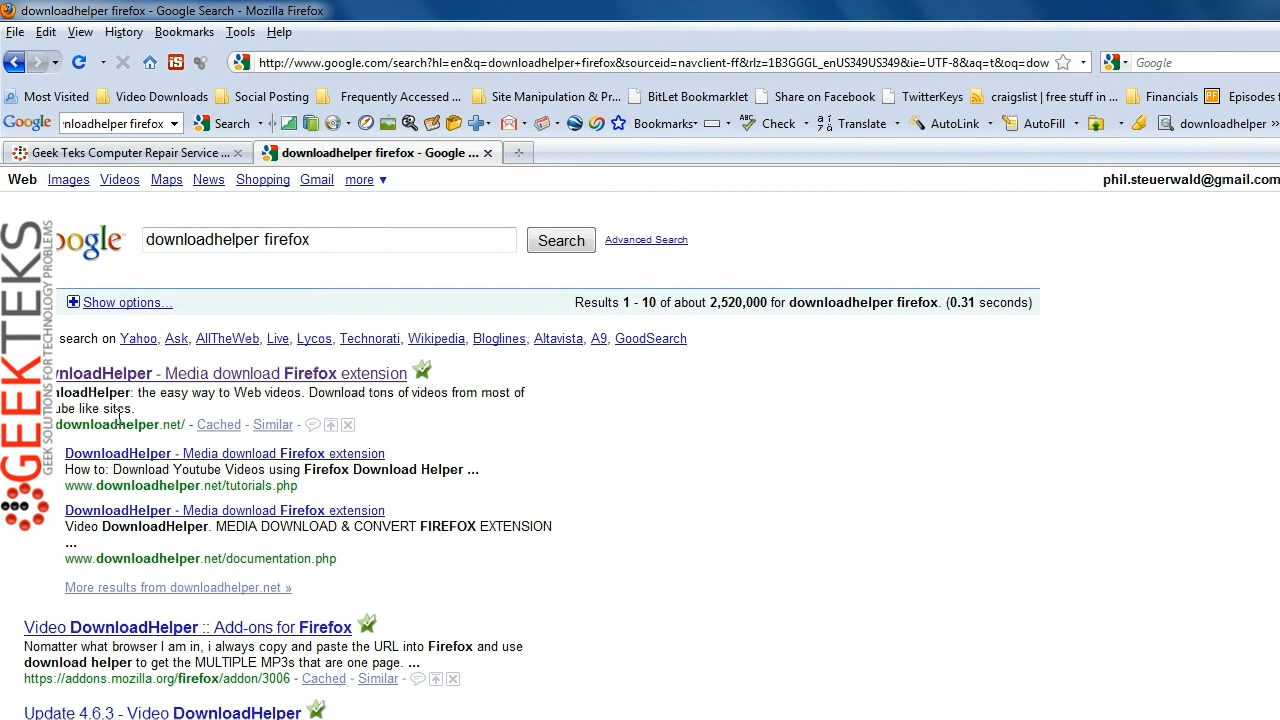 downloadhelper firefox - Google Search - Mozilla Firefox
File Edit View History Bookmarks Tools Help
http://www.google.com/search?hl=en&q=downloadhelper+firefox&sourceid=navclient-ff&rlz=1B3GGGL_enUS349US349&ie=UTF-8&aq=t&oq=dow Google
Most Visited Video Downloads Social Posting Frequently Accessed ... Site Manipulation & Pr... BitLet Bookmarklet Share on Facebook TwitterKeys craigslist | free stuff in ... Financials Episodes f
Google nloadhelper firefox Search Bookmarks Check Translate AutoLink AutoFill downloadhelper »
Geek Teks Computer Repair Service ... downloadhelper firefox - Google ...
Web Images Videos Maps News Shopping Gmail more ▼ phil.steuerwald@gmail.com
oogle™ downloadhelper firefox Search Advanced Search
Show options... Results 1 - 10 of about 2,520,000 for downloadhelper firefox. (0.31 seconds)
search on Yahoo, Ask, AllTheWeb, Live, Lycos, Technorati, Wikipedia, Bloglines, Altavista, A9, GoodSearch
nloadHelper - Media download Firefox extension
nloadHelper: the easy way to Web videos. Download tons of videos from most of
ube like sites.
downloadhelper.net/ - Cached - Similar -
DownloadHelper - Media download Firefox extension
How to: Download Youtube Videos using Firefox Download Helper ...
www.downloadhelper.net/tutorials.php
DownloadHelper - Media download Firefox extension
Video DownloadHelper. MEDIA DOWNLOAD & CONVERT FIREFOX EXTENSION
...
www.downloadhelper.net/documentation.php
More results from downloadhelper.net »
Video DownloadHelper :: Add-ons for Firefox
Nomatter what browser I am in, i always copy and paste the URL into Firefox and use
download helper to get the MULTIPLE MP3s that are one page. ...
https://addons.mozilla.org/firefox/addon/3006 - Cached - Similar -
Update 4.6.3 - Video DownloadHelper
GEEKTEKS
GEEK SOLUTIONS FOR TECHNOLOGY PROBLEMS